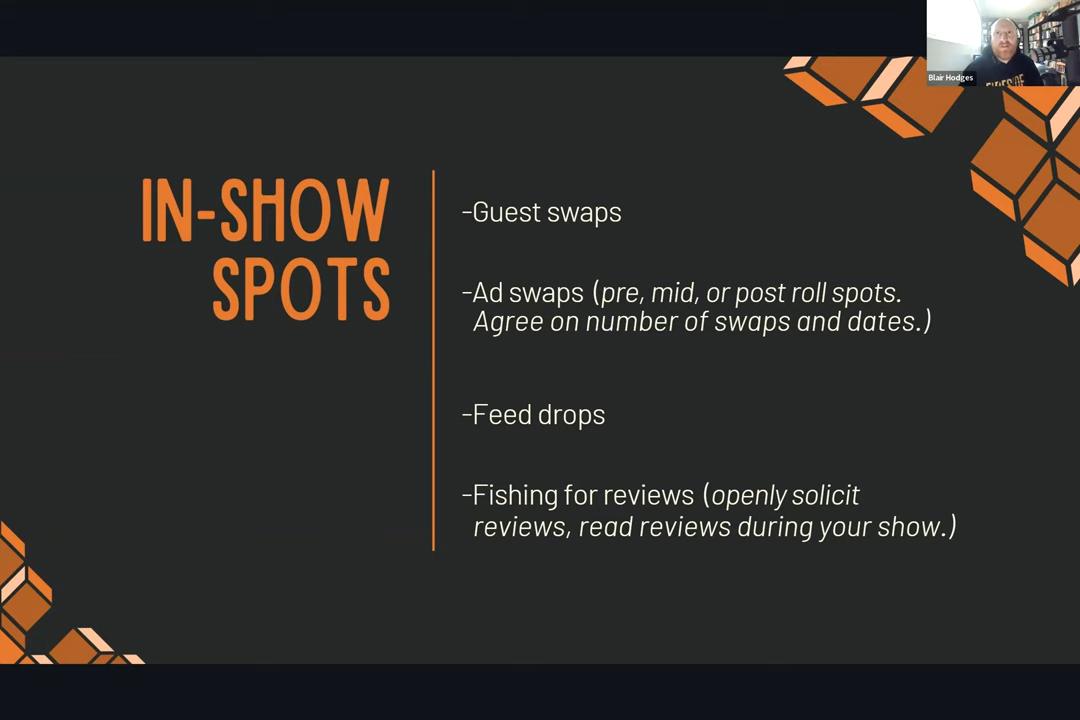 Blair Hodges
IN-SHOW
SPOTS
-Guest swaps
-Ad swaps (pre, mid, or post roll spots.
Agree on number of swaps and dates.)
-Feed drops
-Fishing for reviews (openly solicit
reviews, read reviews during your show.)